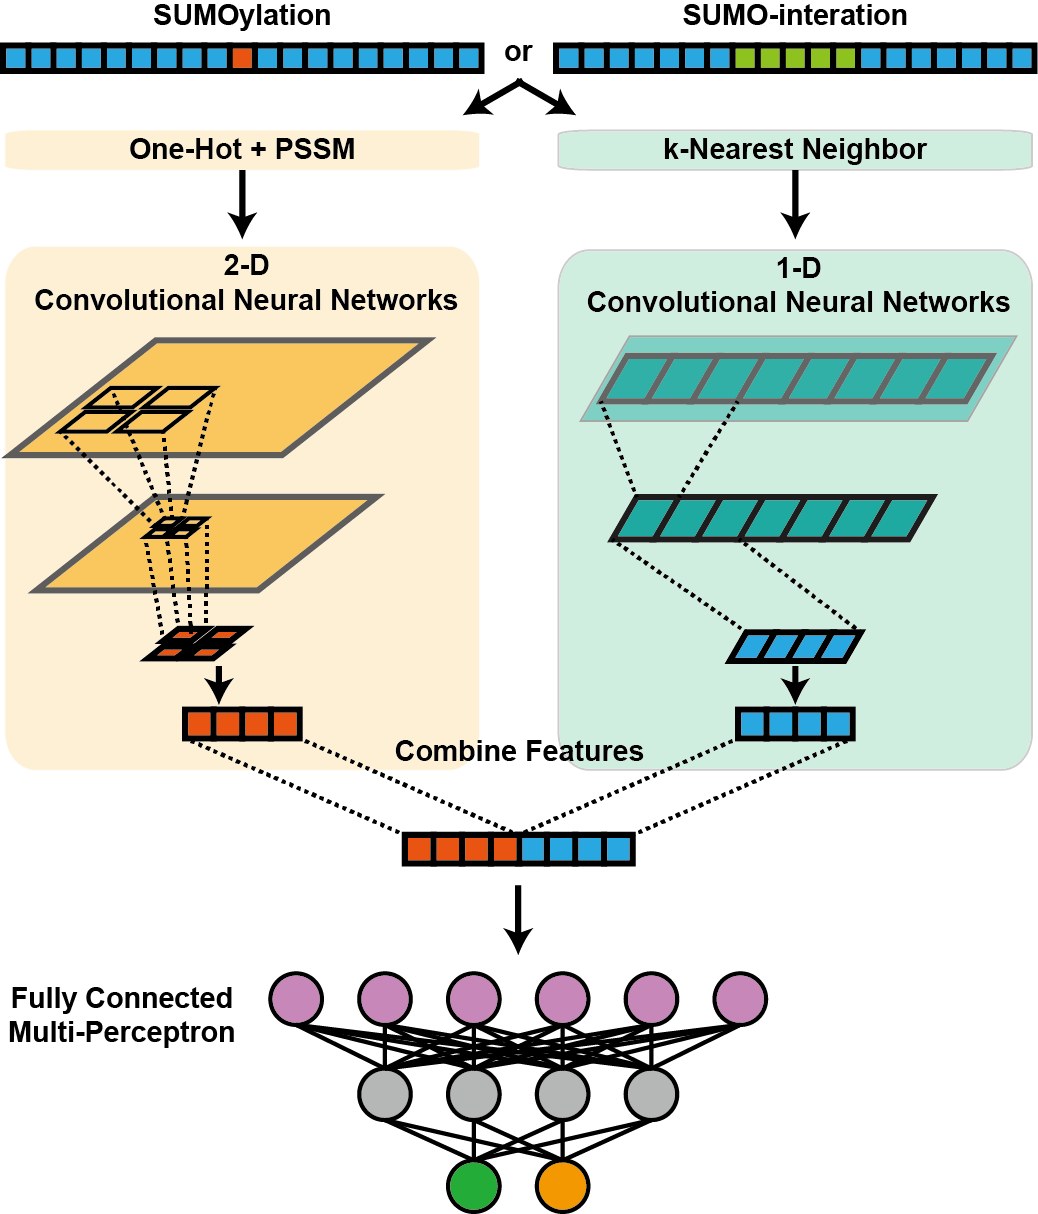 SUMOylation
SUMO-interation
or
One-Hot + PSSM
k-Nearest Neighbor
2-D
Convolutional Neural Networks
1-D
Convolutional Neural Networks
Combine Features
Fully Connected
Multi-Perceptron